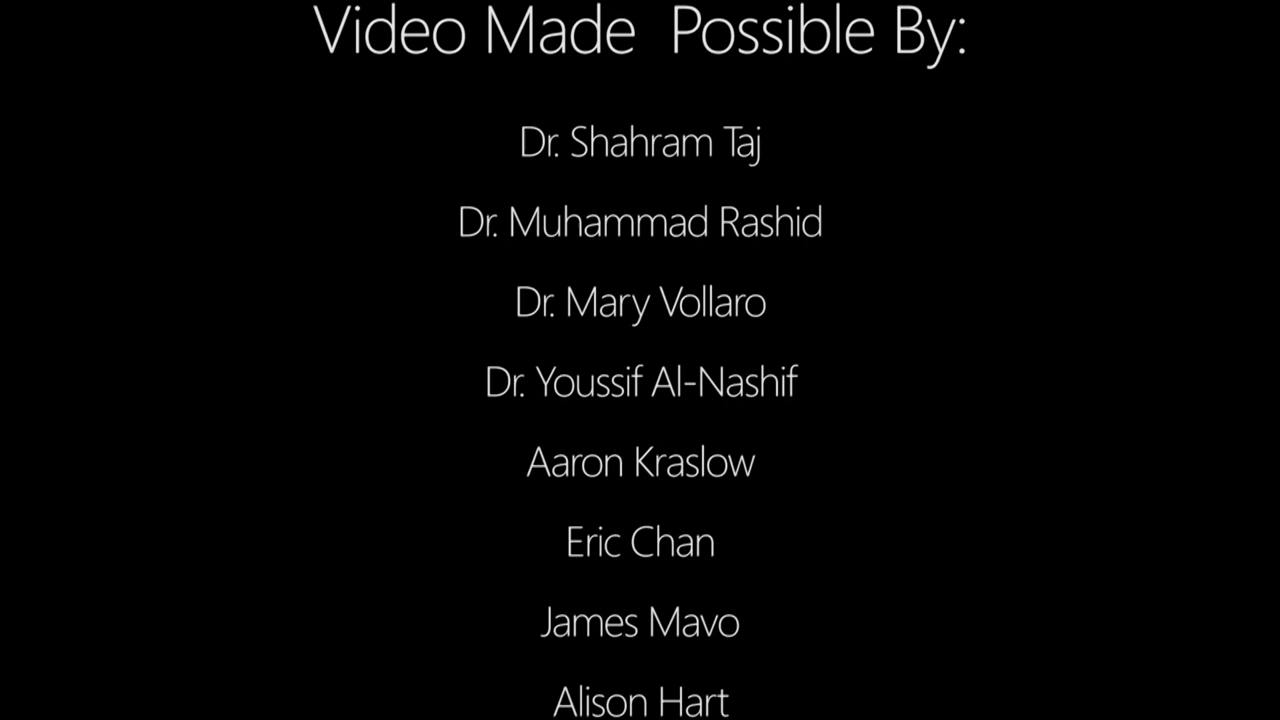 Video Made  Possible By:
Dr. Shahram Taj
Dr. Muhammad Rashid
Dr. Mary Vollaro
Dr. Youssif Al-Nashif
Aaron Kraslow
Eric Chan
James Mavo
Alison Hart